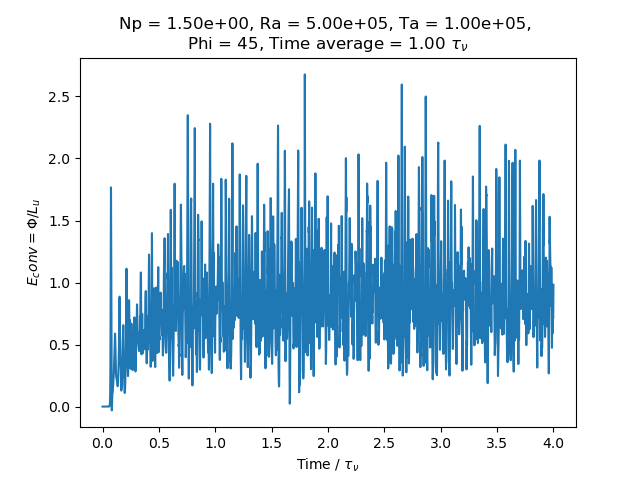 Np = 1.50e+00, Ra = 5.00e+05, Ta = 1.00e+05,
Phi = 45, Time average = 1.00 τ_ν
2.5
2.0
1.5
1.0
0.5
0.0
E_conv = Φ/L_u
0.0 0.5 1.0 1.5 2.0 2.5 3.0 3.5 4.0
Time / τ_ν